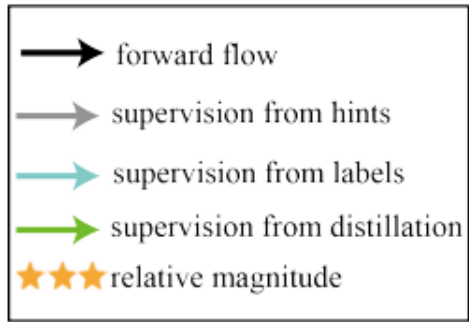 forward flow
supervision from hints
supervision from labels
supervision from distillation
relative magnitude